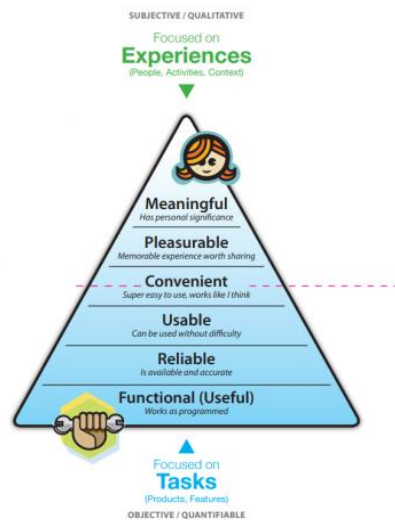 SUBJECTIVE / QUALITATIVE
Focused on
Experiences
(People, Activities, Context)
Meaningful
Has personal significance
Pleasurable
Memorable experience worth sharing
Convenient
Super easy to use, works like I think
Usable
Can be used without difficulty
Reliable
Is available and accurate
Functional (Useful)
Works as programmed
Focused on
Tasks
(Products, Features)
OBJECTIVE / QUANTIFIABLE